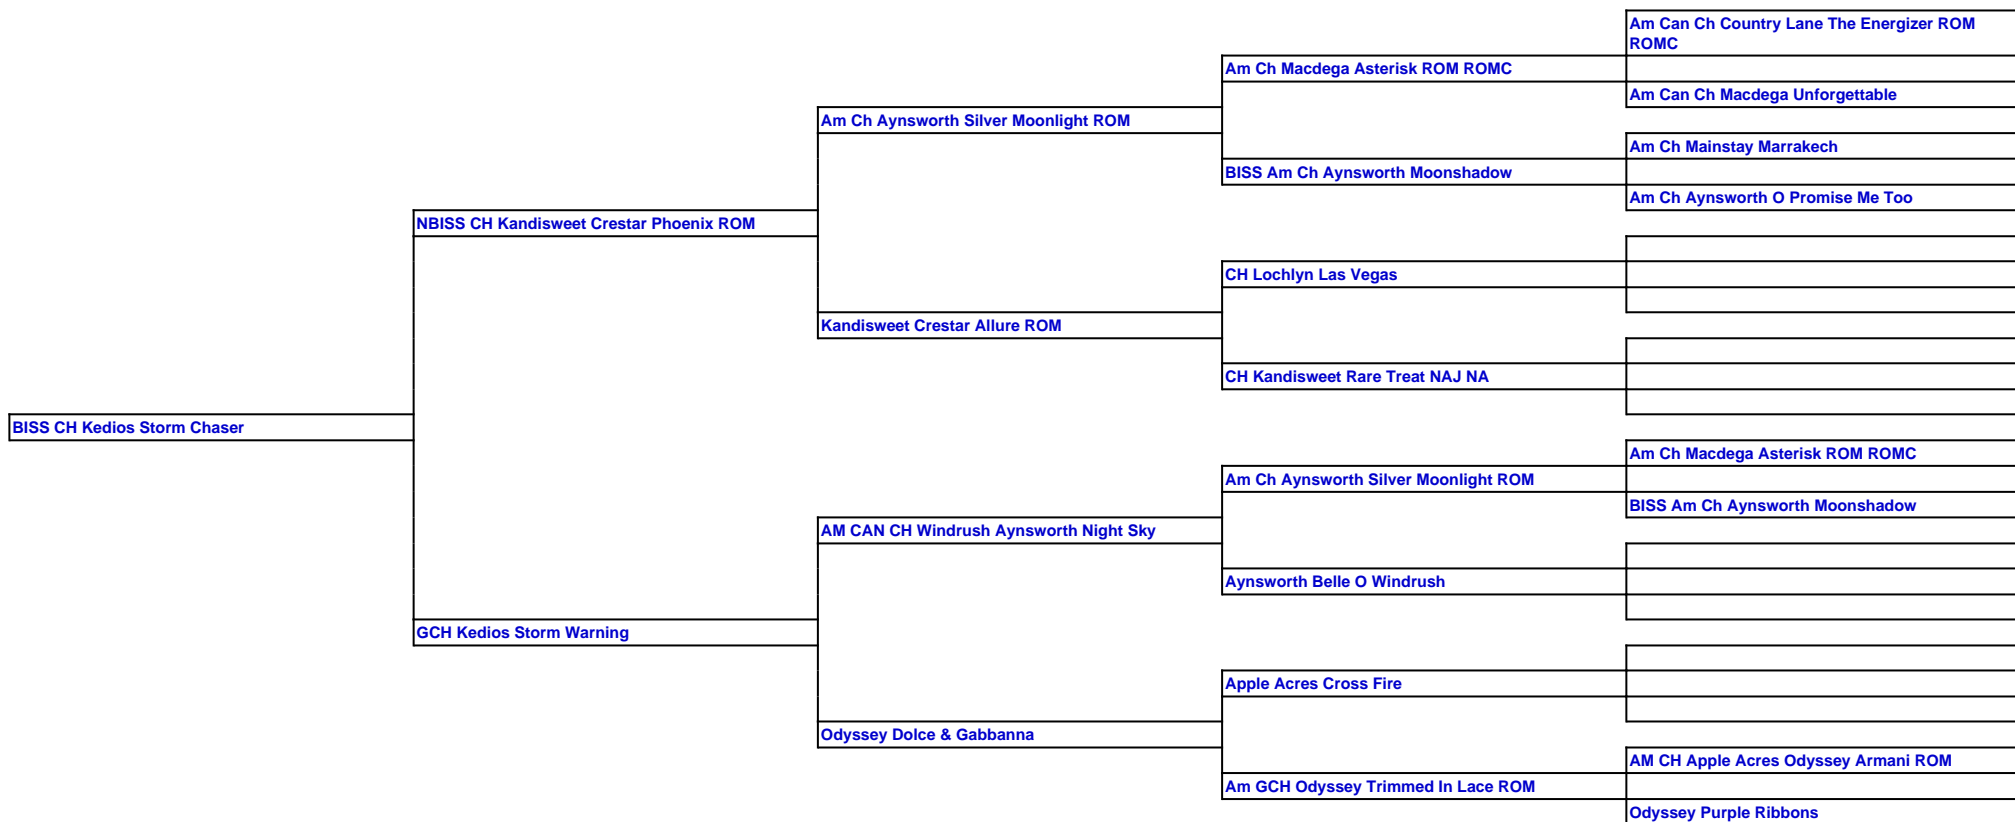 Am Can Ch Country Lane The Energizer ROM
ROMC
Am Ch Macdega Asterisk ROM ROMC
Am Can Ch Macdega Unforgettable
Am Ch Aynsworth Silver Moonlight ROM
Am Ch Mainstay Marrakech
BISS Am Ch Aynsworth Moonshadow
Am Ch Aynsworth O Promise Me Too
NBISS CH Kandisweet Crestar Phoenix ROM
CH Lochlyn Las Vegas
Kandisweet Crestar Allure ROM
CH Kandisweet Rare Treat NAJ NA
BISS CH Kedios Storm Chaser
Am Ch Macdega Asterisk ROM ROMC
Am Ch Aynsworth Silver Moonlight ROM
BISS Am Ch Aynsworth Moonshadow
AM CAN CH Windrush Aynsworth Night Sky
Aynsworth Belle O Windrush
GCH Kedios Storm Warning
Apple Acres Cross Fire
Odyssey Dolce & Gabbanna
AM CH Apple Acres Odyssey Armani ROM
Am GCH Odyssey Trimmed In Lace ROM
Odyssey Purple Ribbons